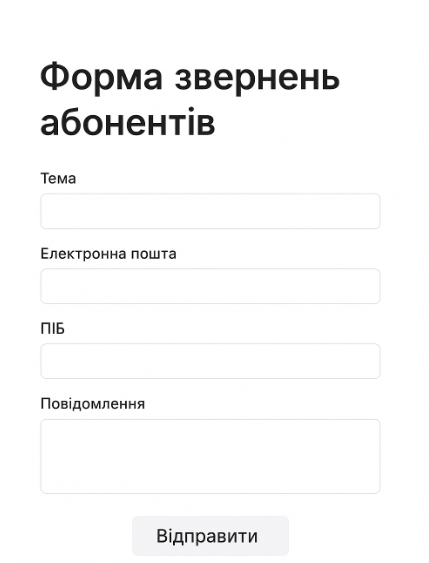 Форма звернень
абонентів
Тема
Електронна пошта
ПІБ
Повідомлення
Відправити